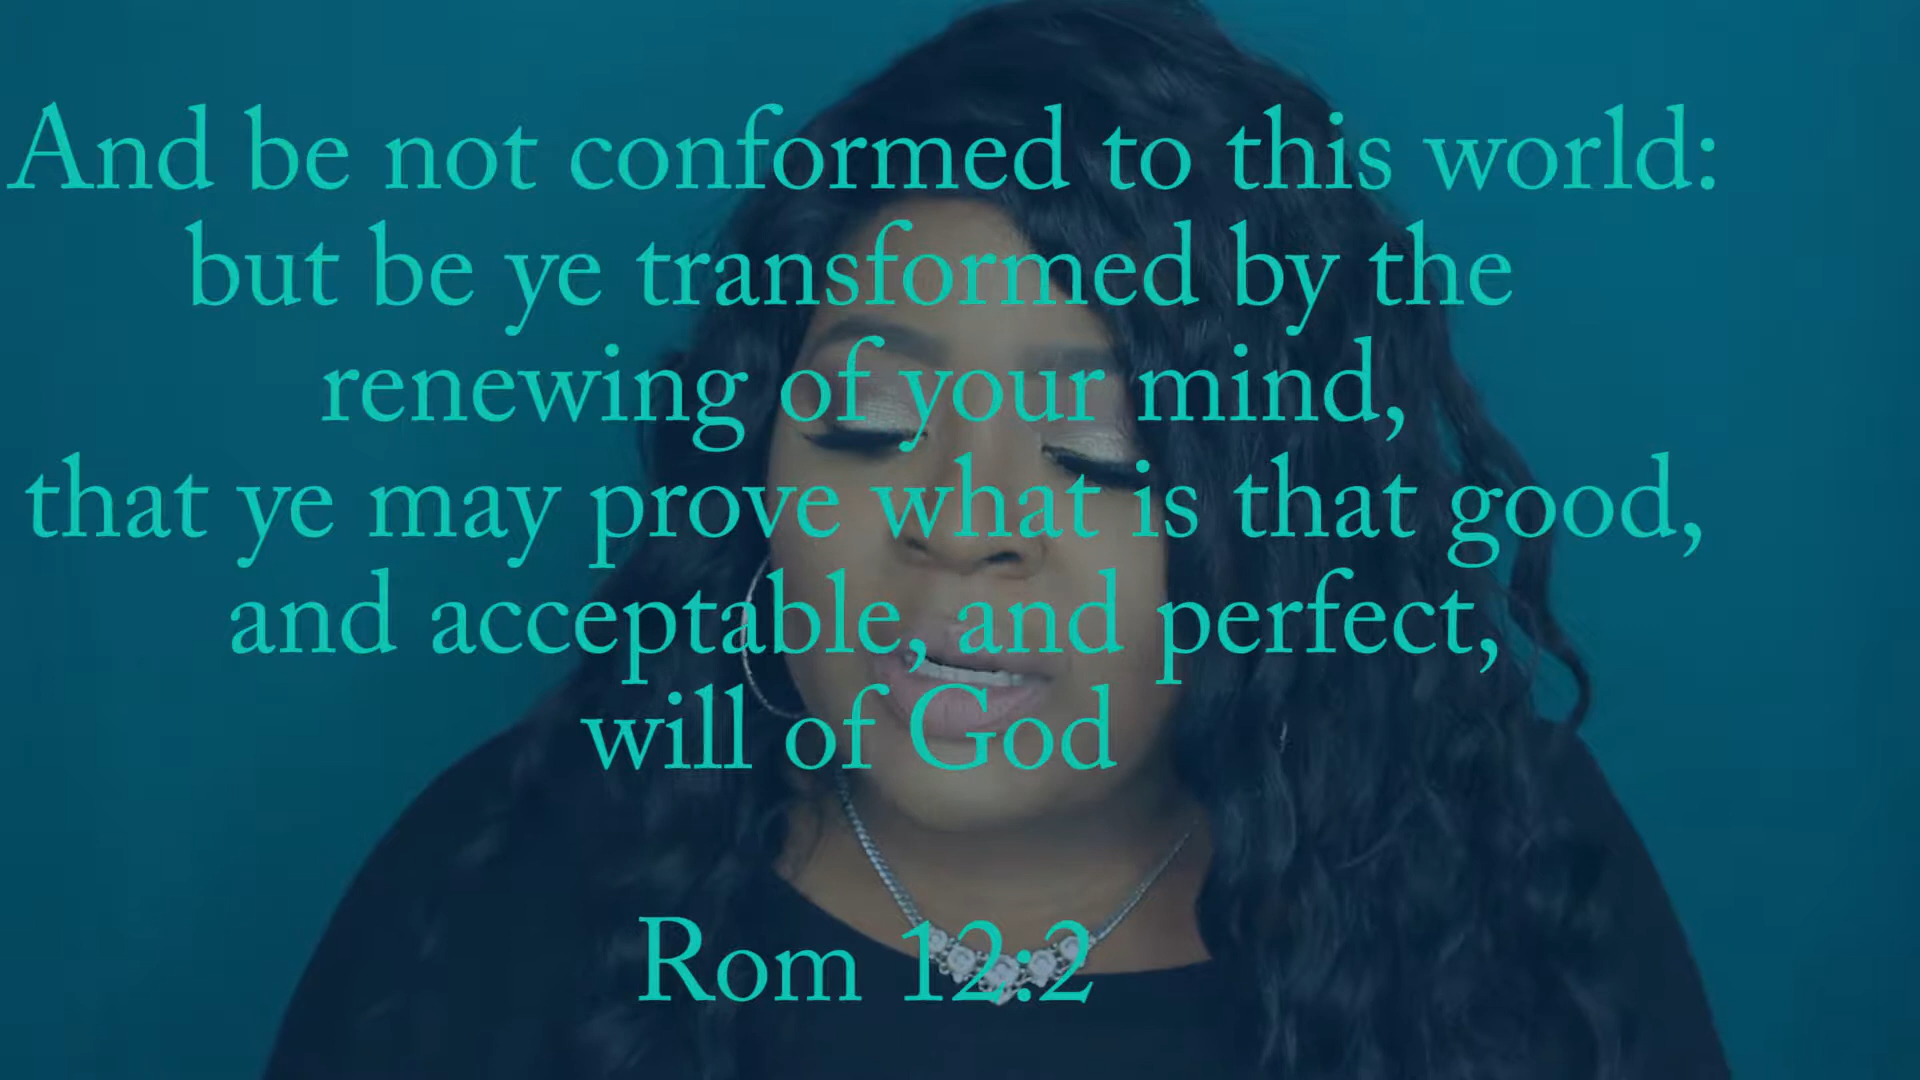 And be not conformed to this world:
but be ye transformed by the
renewing of your mind,
that ye may prove what is that good,
and acceptable, and perfect,
will of God
Rom 12:2